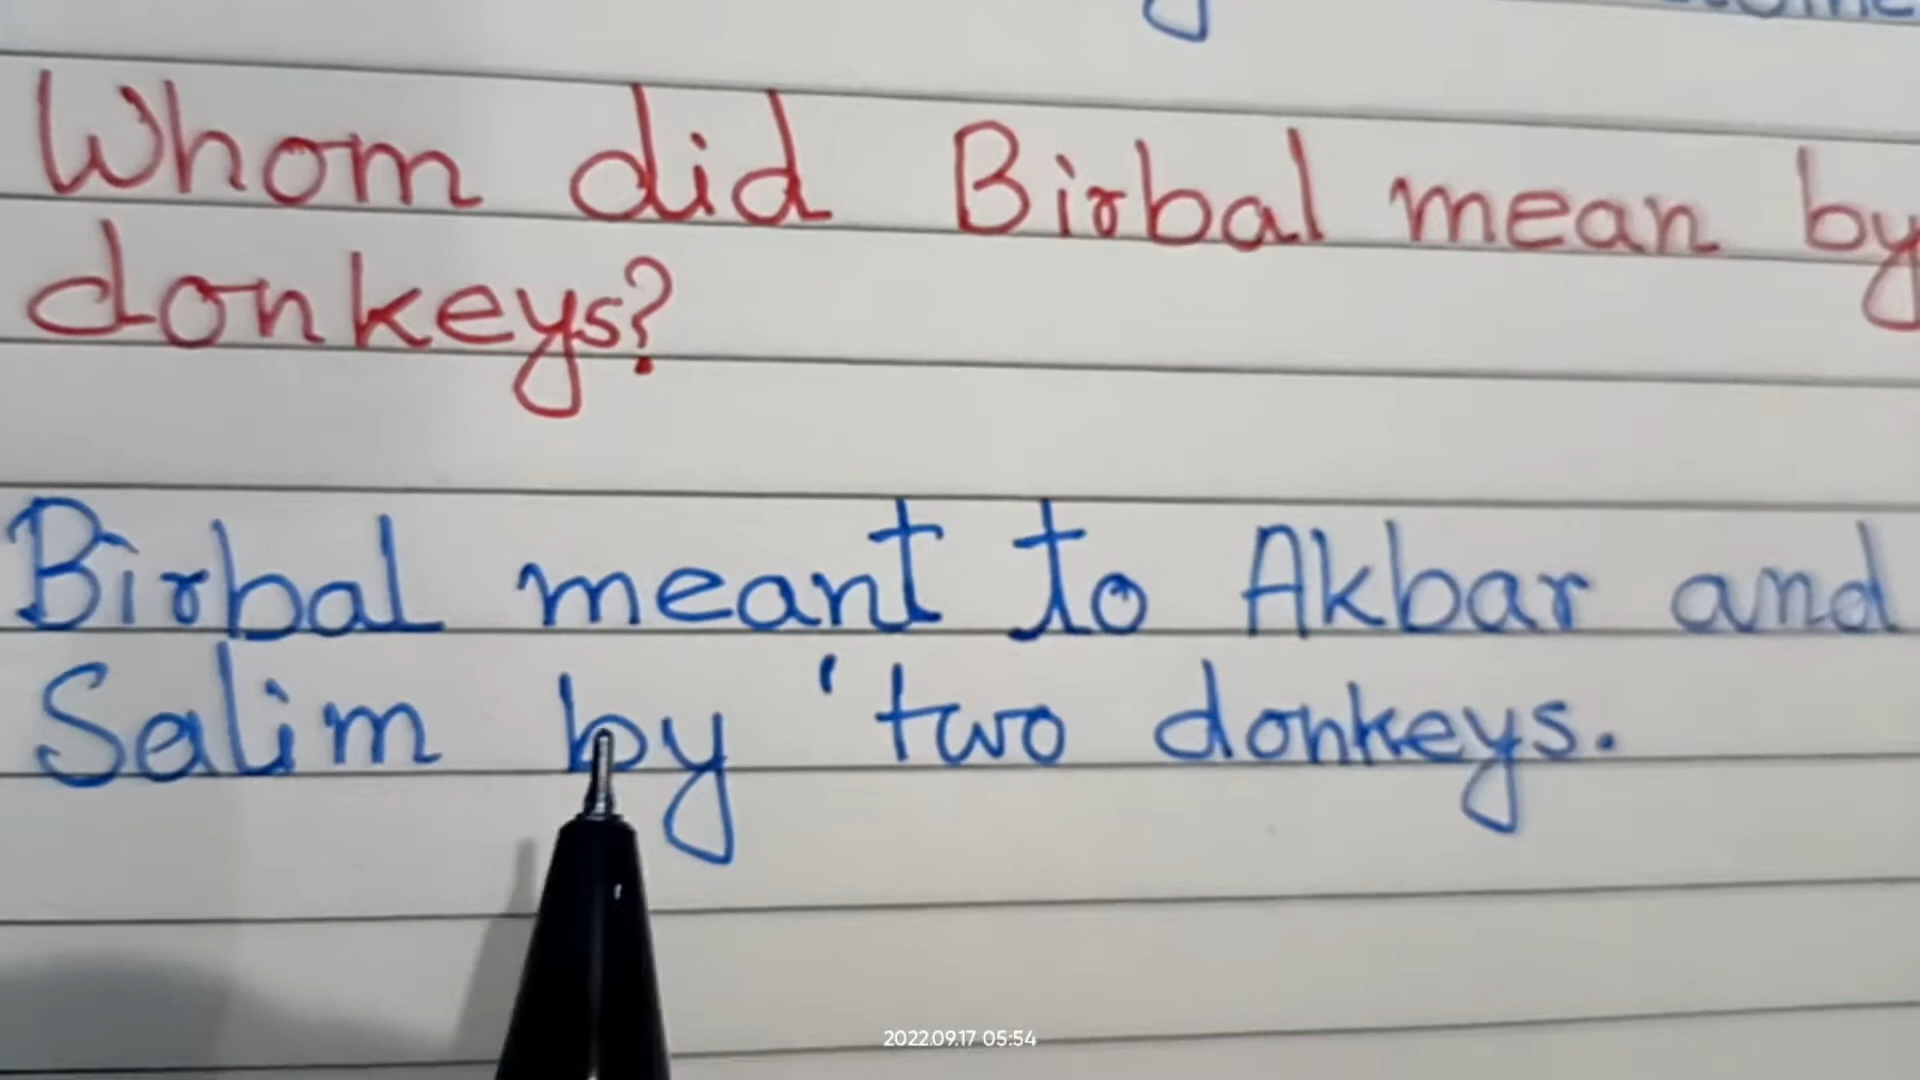 Whom did Birbal mean by
donkeys?
Birbal meant to Akbar and
Salim by 'two donkeys.
2022.09.17 05:54